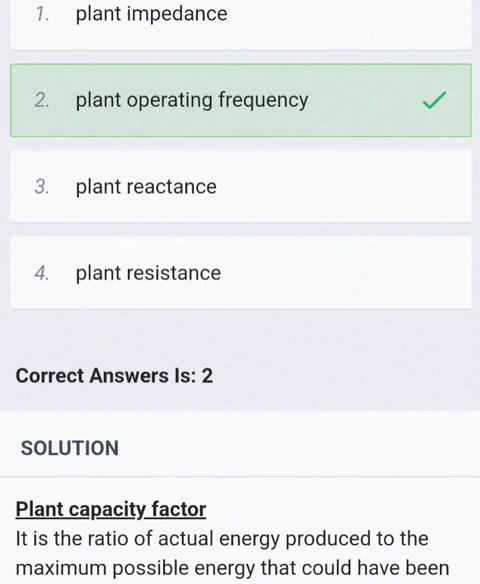 1. plant impedance
2. plant operating frequency
3. plant reactance
4. plant resistance
Correct Answers Is: 2
SOLUTION
Plant capacity factor
It is the ratio of actual energy produced to the
maximum possible energy that could have been